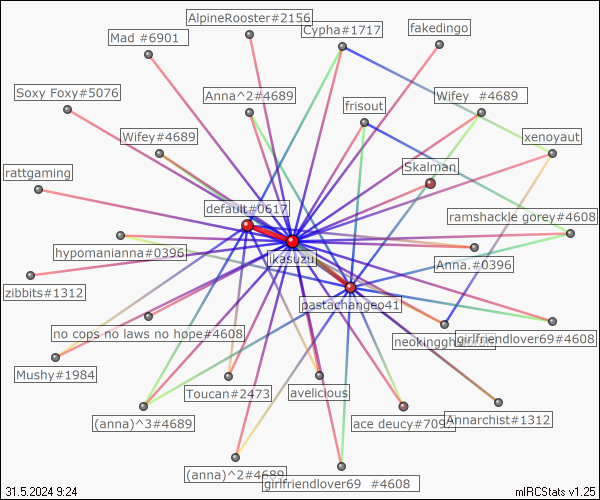 AlpineRooster#2156
Cypha#1717
fakedingo
Mad #6901
Soxy Foxy#5076
Anna^2#4689
frisout
Wifey #4689
Wifey#4689
xenoyaut
rattgaming
Skalman
default#0617
ramshackle gorey#4608
hypomanianna#0396
likasuzu
Anna.#0396
zibbits#1312
pastachangeo41
no cops no laws no hope#4608
neokinggh
girlfriendlover69#4608
Mushy#1984
Toucan#2473
avelicious
(anna)^3#4689
ace deucy#7097
Annarchist#1312
(anna)^2#4689
girlfriendlover69 #4608
31.5.2024 9:24
mIRCStats v1.25